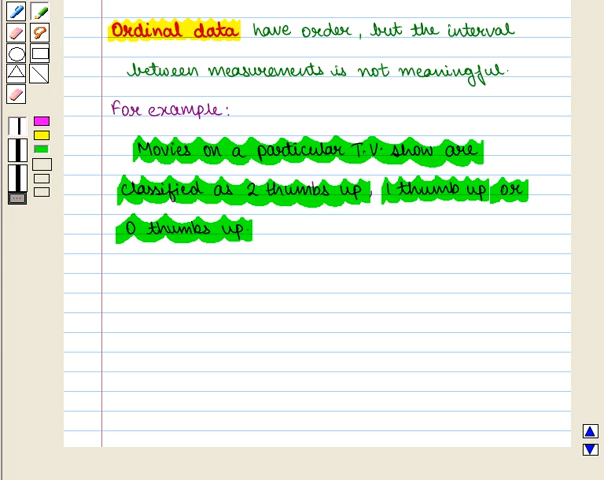 Ordinal data have order, but the interval
between measurements is not meaningful.
For example:
Movies on a particular T.V. show are
classified as 2 thumbs up, 1 thumb up or
0 thumbs up.